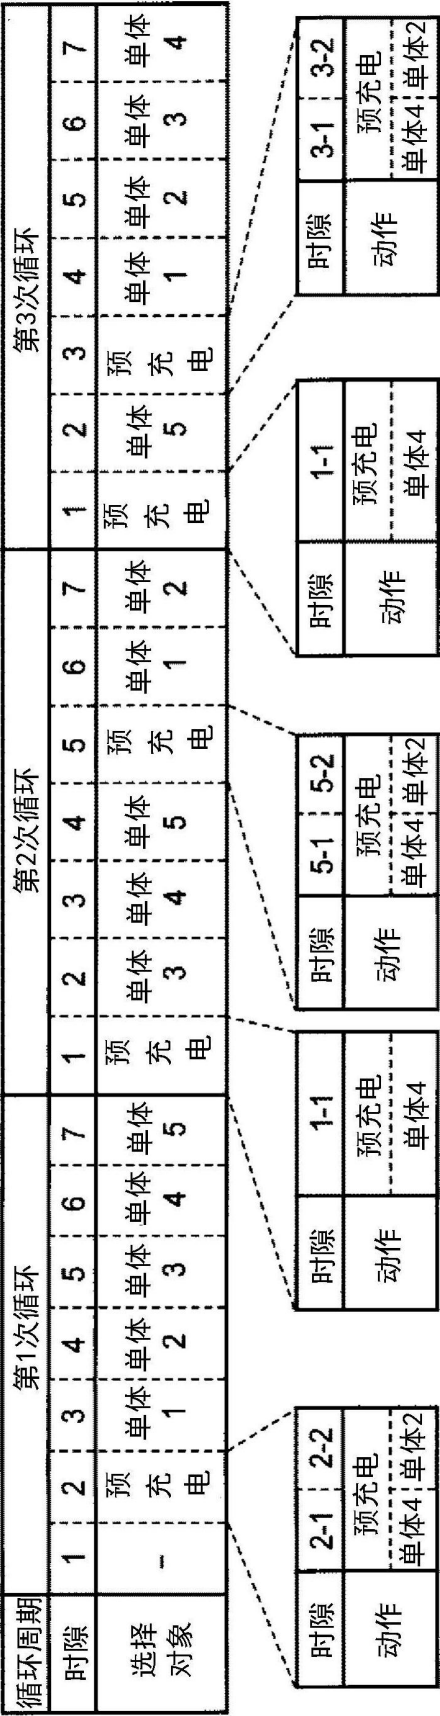 循环周期 第1次循环 第2次循环 第3次循环
时隙 1 2 3 4 5 6 7 1 2 3 4 5 6 7 1 2 3 4 5 6 7
选择对象 – 预充电 单体1 单体2 单体3 单体4 单体5 预充电 单体3 单体4 单体5 预充电 单体1 单体2 预充电 单体5 预充电 单体1 单体2 单体3 单体4
时隙 2-1 2-2
动作 预充电
单体4 单体2
时隙 1-1
动作 预充电
单体4
时隙 5-1 5-2
动作 预充电
单体4 单体2
时隙 1-1
动作 预充电
单体4
时隙 3-1 3-2
动作 预充电
单体4 单体2